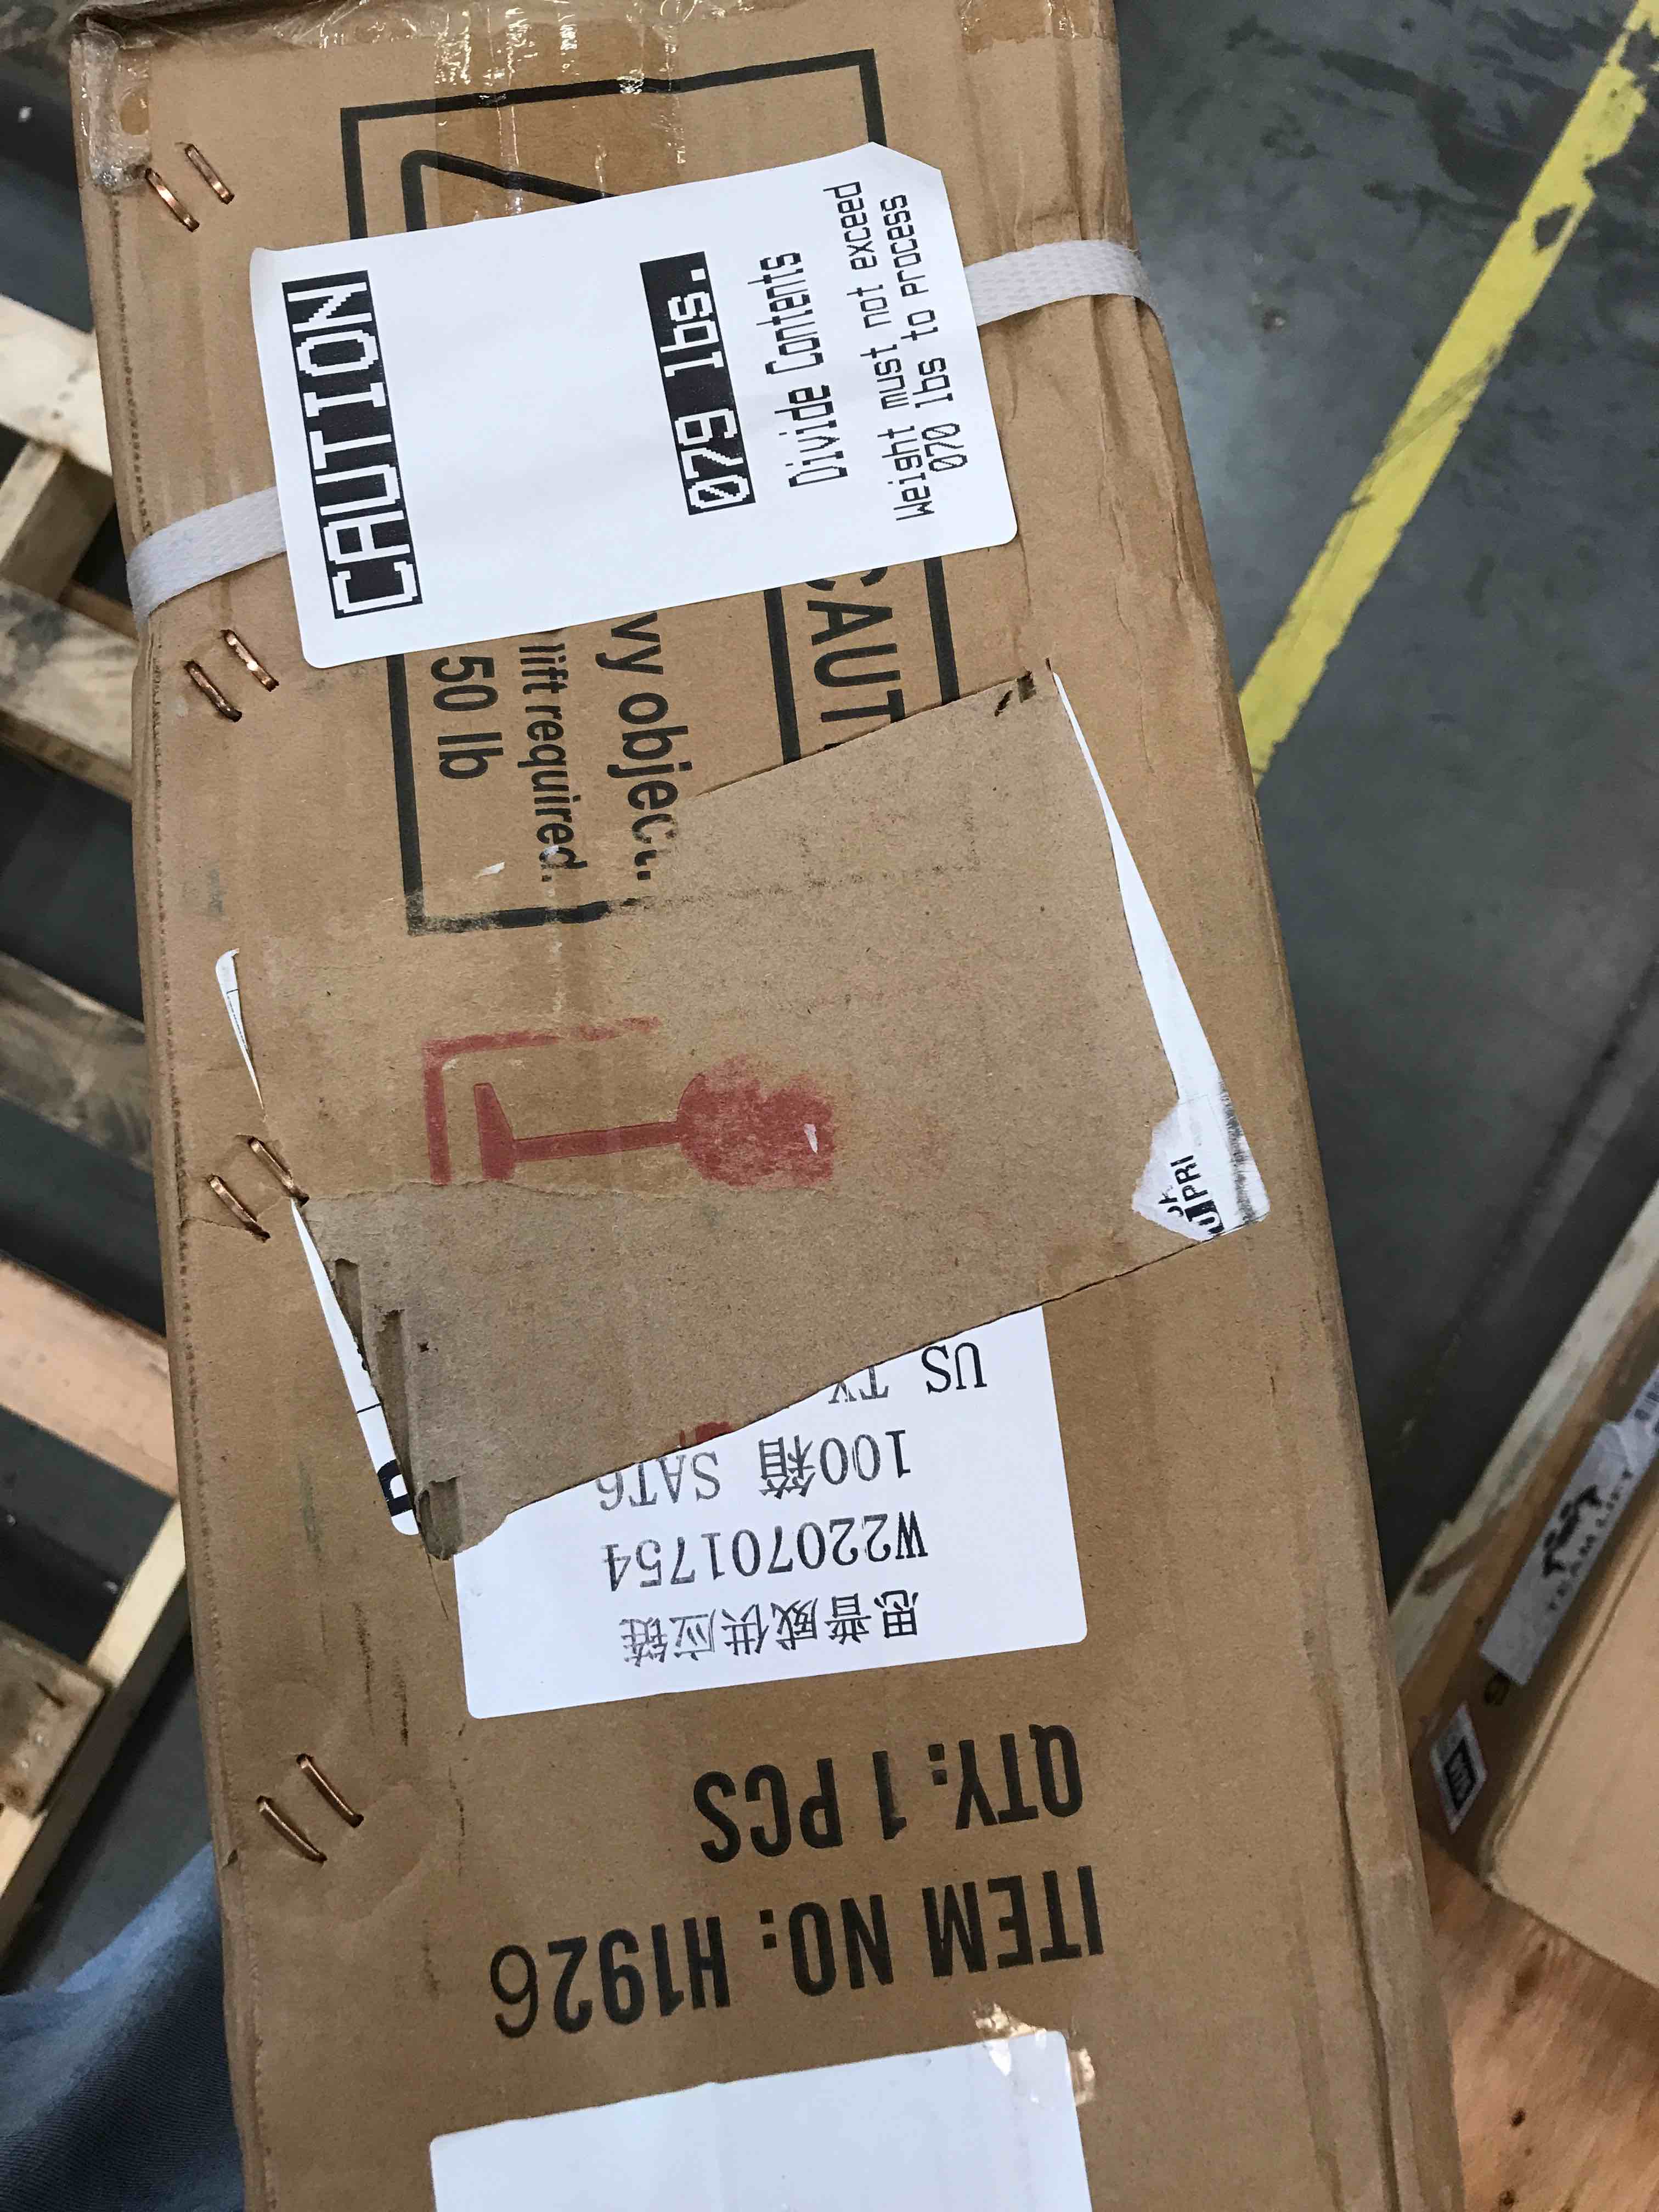 CAUTION
079 lbs.
Divide Contents
Weight must not exceed
070 lbs to process
CAUT
vy objec
lift required.
50 lb
PRI
思普威供应链
W220701754
100箱 SAT6
US TX
QTY: 1 PCS
ITEM NO: H1926